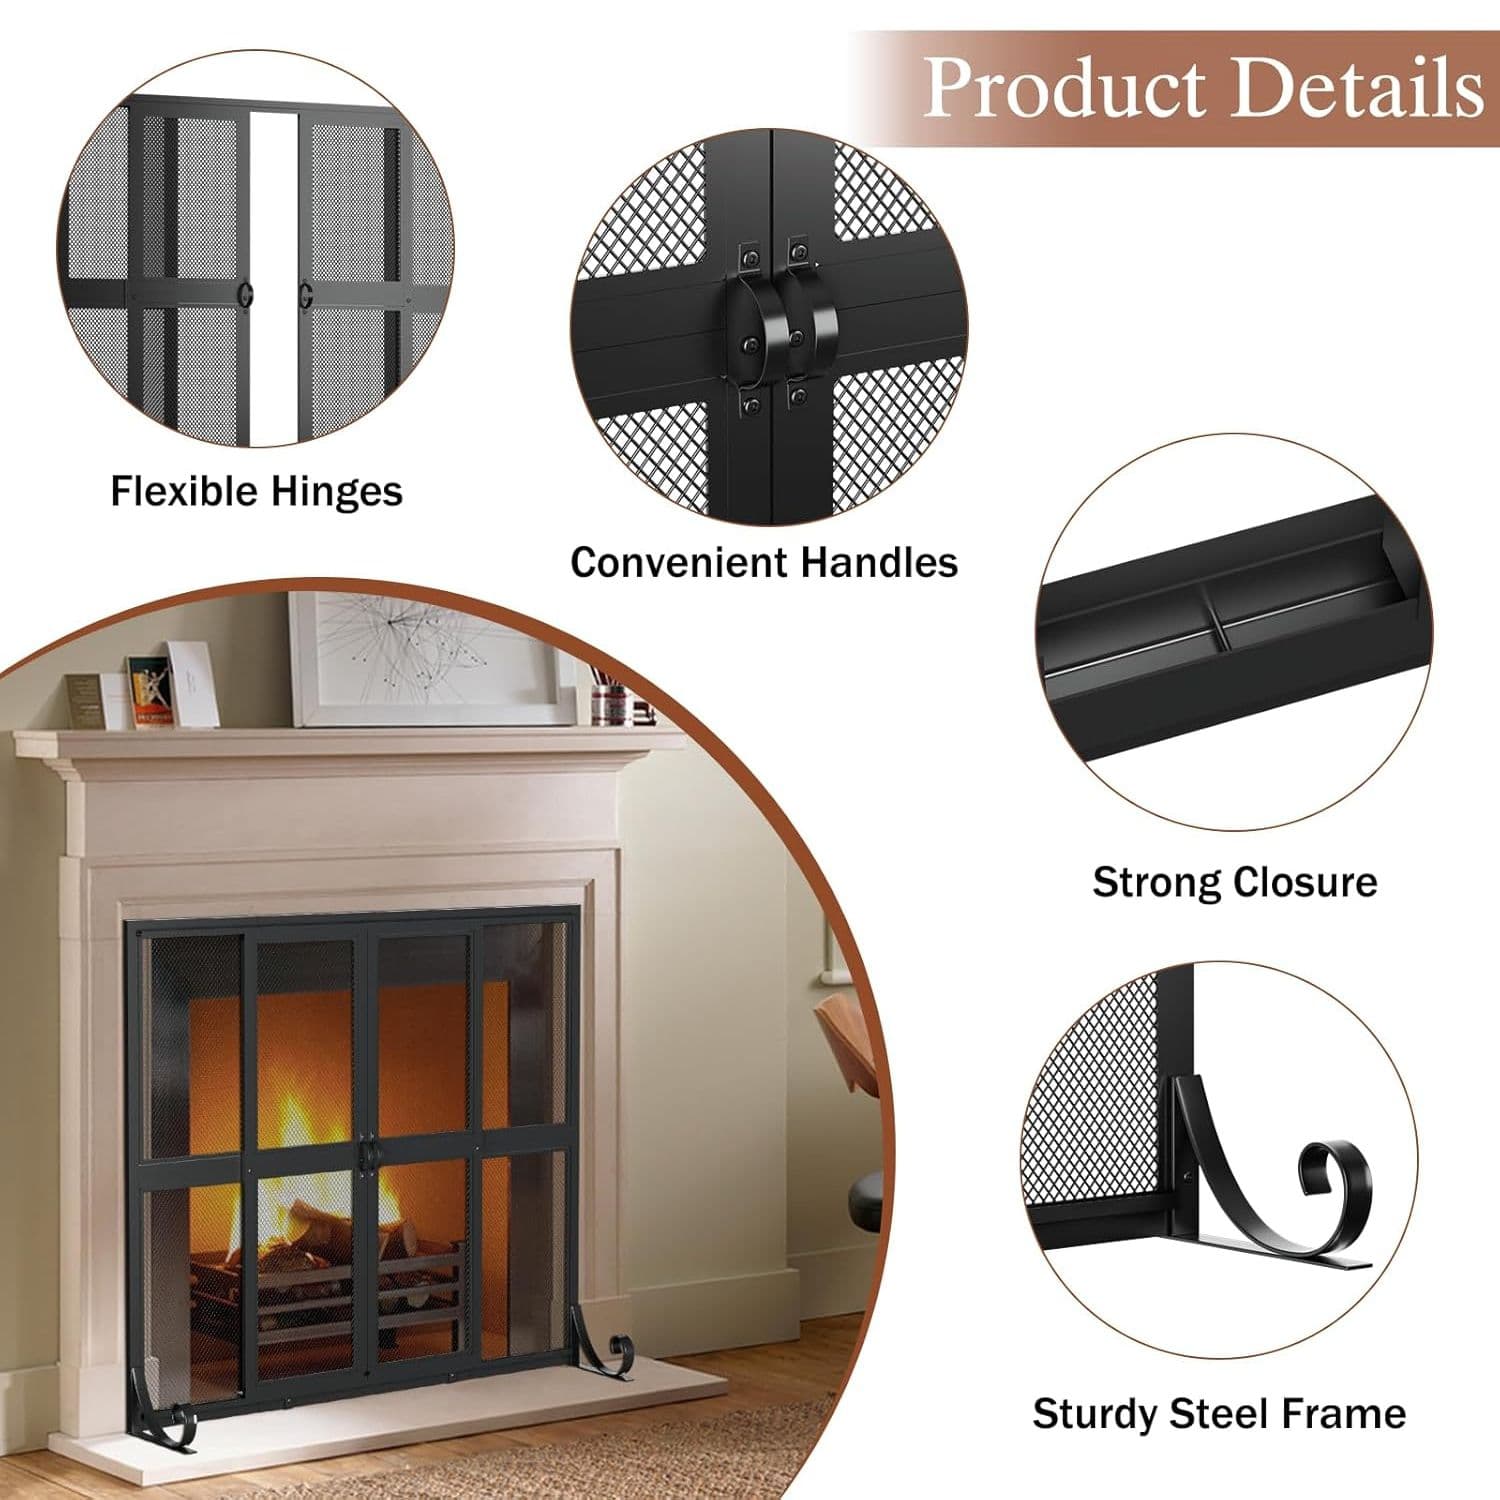 Product Details
Flexible Hinges
Convenient Handles
Strong Closure
Sturdy Steel Frame